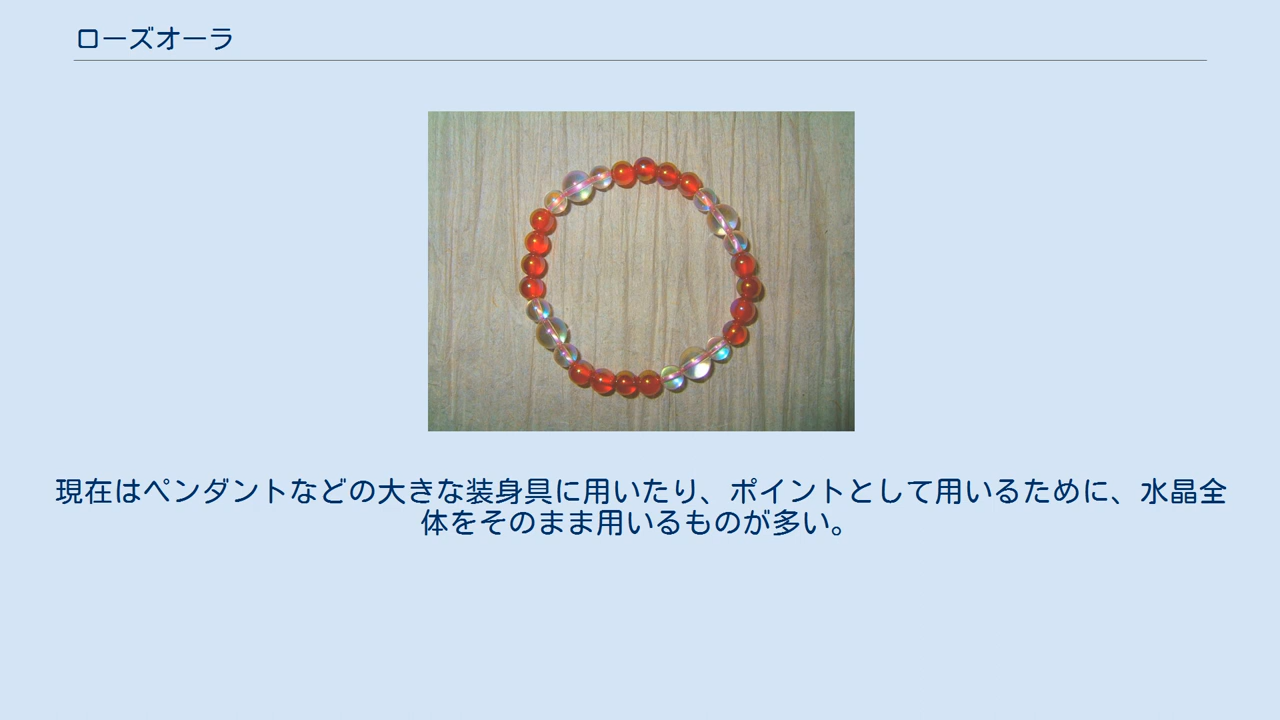 ローズオーラ
現在はペンダントなどの大きな装身具に用いたり、ポイントとして用いるために、水晶全
体をそのまま用いるものが多い。